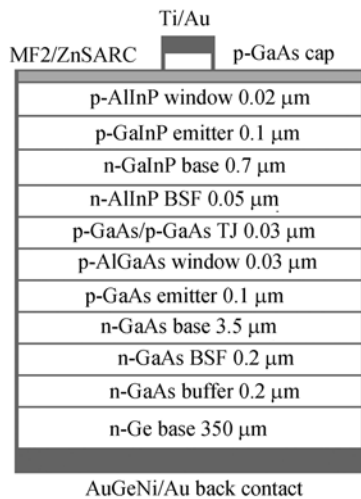 Ti/Au
MF2/ZnSARC p-GaAs cap
p-AlInP window 0.02 μm
p-GaInP emitter 0.1 μm
n-GaInP base 0.7 μm
n-AlInP BSF 0.05 μm
p-GaAs/p-GaAs TJ 0.03 μm
p-AlGaAs window 0.03 μm
p-GaAs emitter 0.1 μm
n-GaAs base 3.5 μm
n-GaAs BSF 0.2 μm
n-GaAs buffer 0.2 μm
n-Ge base 350 μm
AuGeNi/Au back contact